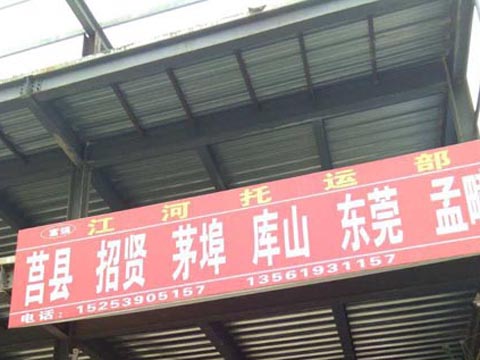 江河托运部
莒县 招贤 茅埠 库山 东莞 孟
电话：15253905157 13561931157